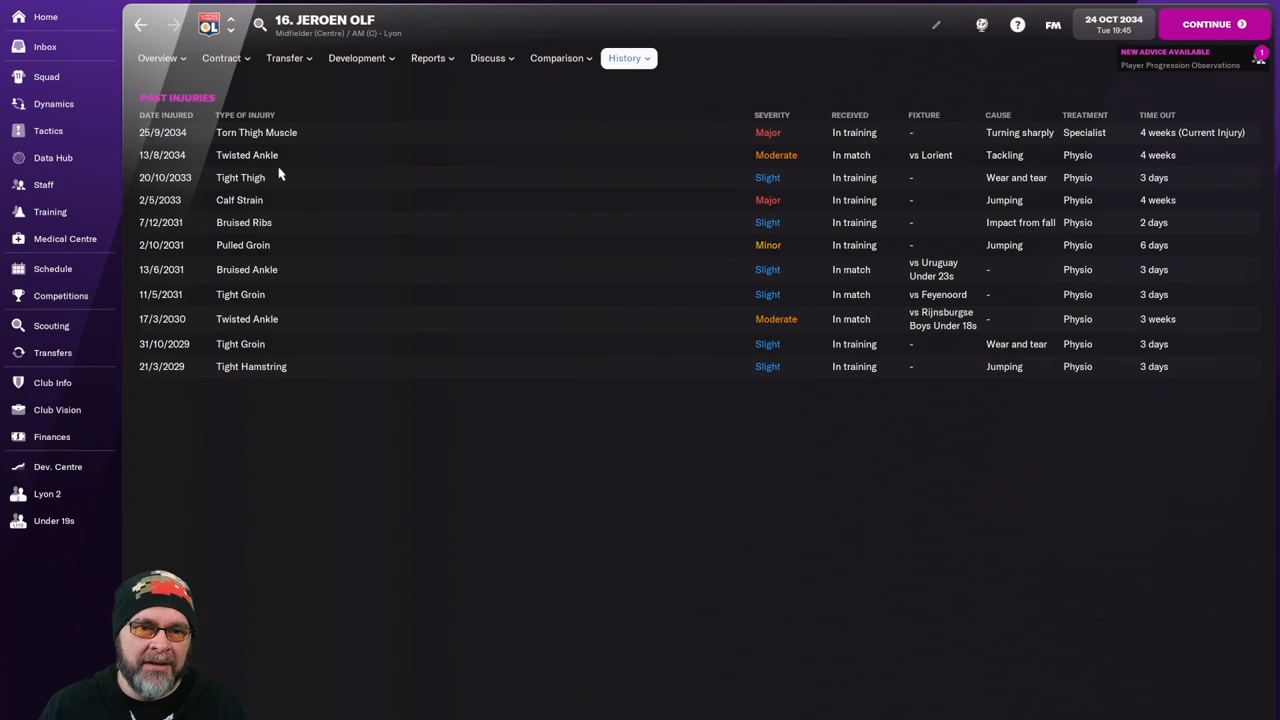 Home
Inbox
Squad
Dynamics
Tactics
Data Hub
Staff
Training
Medical Centre
Schedule
Competitions
Scouting
Transfers
Club Info
Club Vision
Finances
Dev. Centre
Lyon 2
Under 19s
OL
16. JEROEN OLF
Midfielder (Centre) / AM (C) - Lyon
?
FM
24 OCT 2034
Tue 19:45
CONTINUE
Overview
Contract
Transfer
Development
Reports
Discuss
Comparison
History
NEW ADVICE AVAILABLE
Player Progression Observations
1
PAST INJURIES
DATE INJURED TYPE OF INJURY SEVERITY RECEIVED FIXTURE CAUSE TREATMENT TIME OUT
25/9/2034 Torn Thigh Muscle Major In training - Turning sharply Specialist 4 weeks (Current Injury)
13/8/2034 Twisted Ankle Moderate In match vs Lorient Tackling Physio 4 weeks
20/10/2033 Tight Thigh Slight In training - Wear and tear Physio 3 days
2/5/2033 Calf Strain Major In training - Jumping Physio 4 weeks
7/12/2031 Bruised Ribs Slight In training - Impact from fall Physio 2 days
2/10/2031 Pulled Groin Minor In training - Jumping Physio 6 days
13/6/2031 Bruised Ankle Slight In match vs Uruguay Under 23s - Physio 3 days
11/5/2031 Tight Groin Slight In match vs Feyenoord - Physio 3 days
17/3/2030 Twisted Ankle Moderate In match vs Rijnsburgse Boys Under 18s - Physio 3 weeks
31/10/2029 Tight Groin Slight In training - Wear and tear Physio 3 days
21/3/2029 Tight Hamstring Slight In training - Jumping Physio 3 days